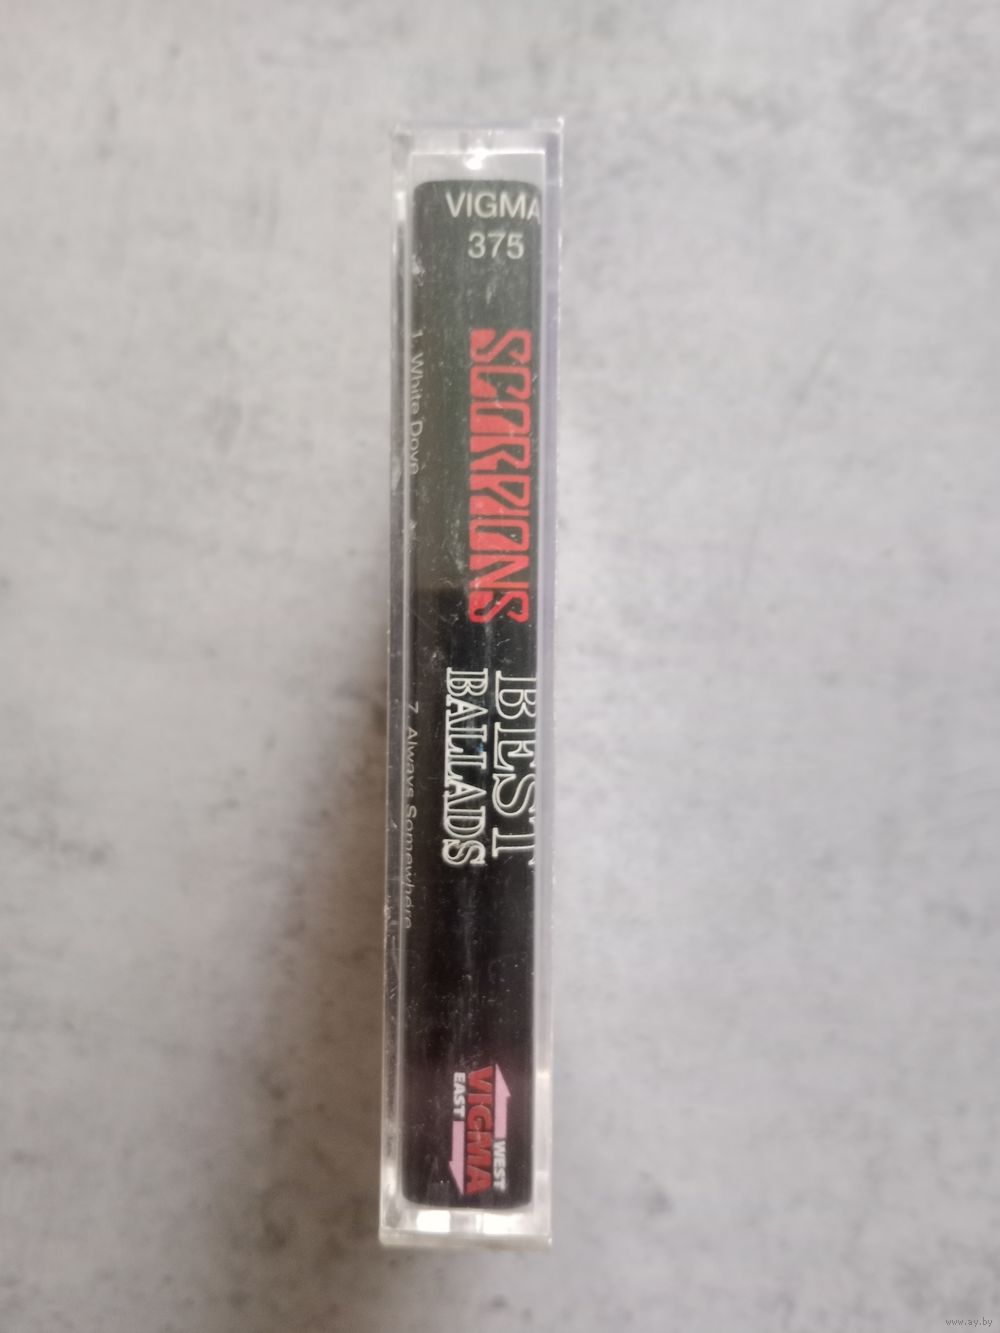 VIGMA
375
SCORPIONS
BEST
BALLADS
1. White Dove
7. Always Somewhere
WEST
VIGMA
EAST
www.ay.by